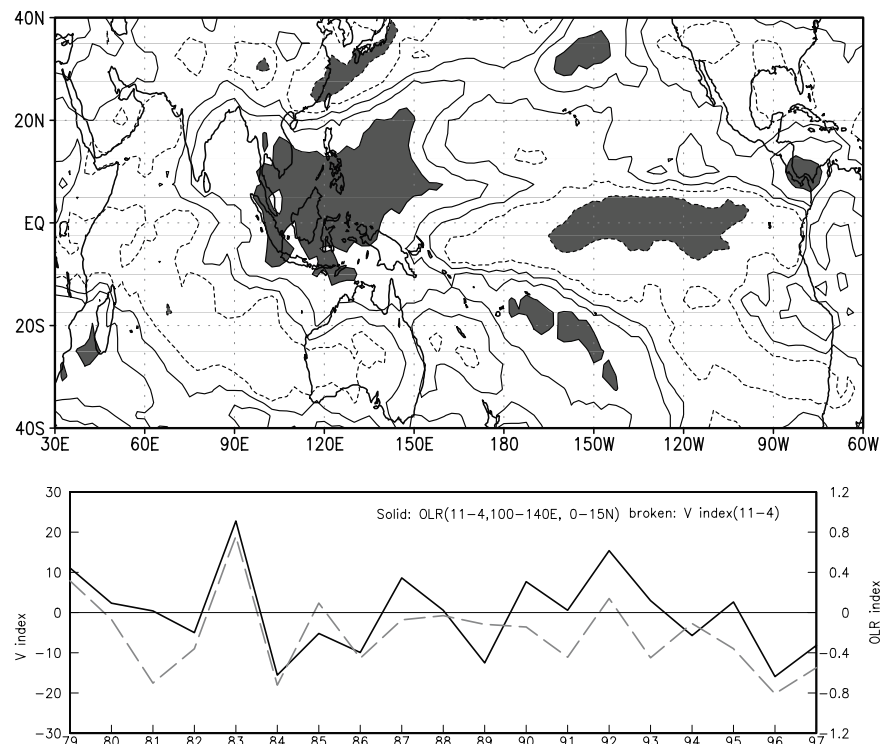 40N
20N
EQ
20S
40S
30E 60E 90E 120E 150E 180 150W 120W 90W 60W
Solid: OLR(11-4,100-140E, 0-15N) broken: V index(11-4)
30 1.2
20 0.8
10 0.4
0 0
-10 -0.4
-20 -0.8
-30 -1.2
V index
OLR index
79 80 81 82 83 84 85 86 87 88 89 90 91 92 93 94 95 96 97